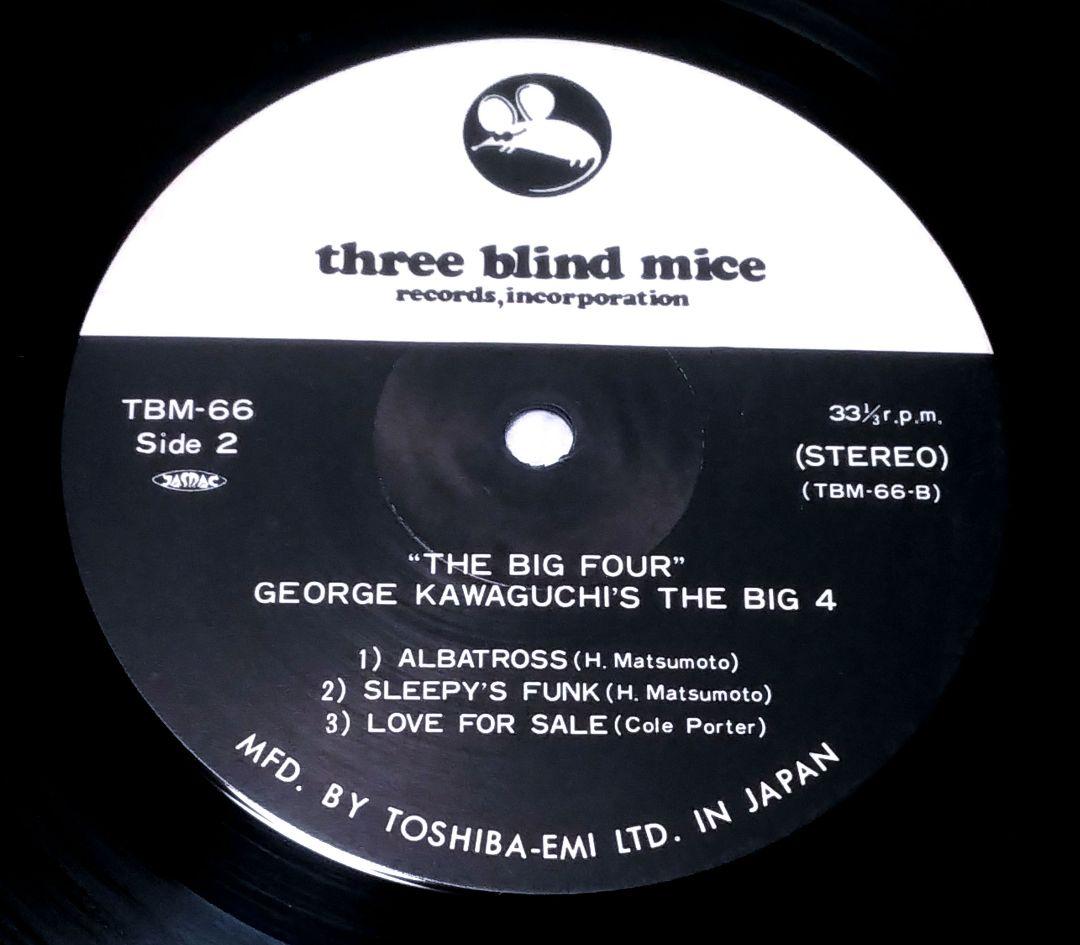 three blind mice
records, incorporation
TBM-66
Side 2
JASRAC
33⅓ r.p.m.
(STEREO)
(TBM-66-B)
“THE BIG FOUR”
GEORGE KAWAGUCHI'S THE BIG 4
1) ALBATROSS (H. Matsumoto)
2) SLEEPY'S FUNK (H. Matsumoto)
3) LOVE FOR SALE (Cole Porter)
MFD. BY TOSHIBA-EMI LTD. IN JAPAN